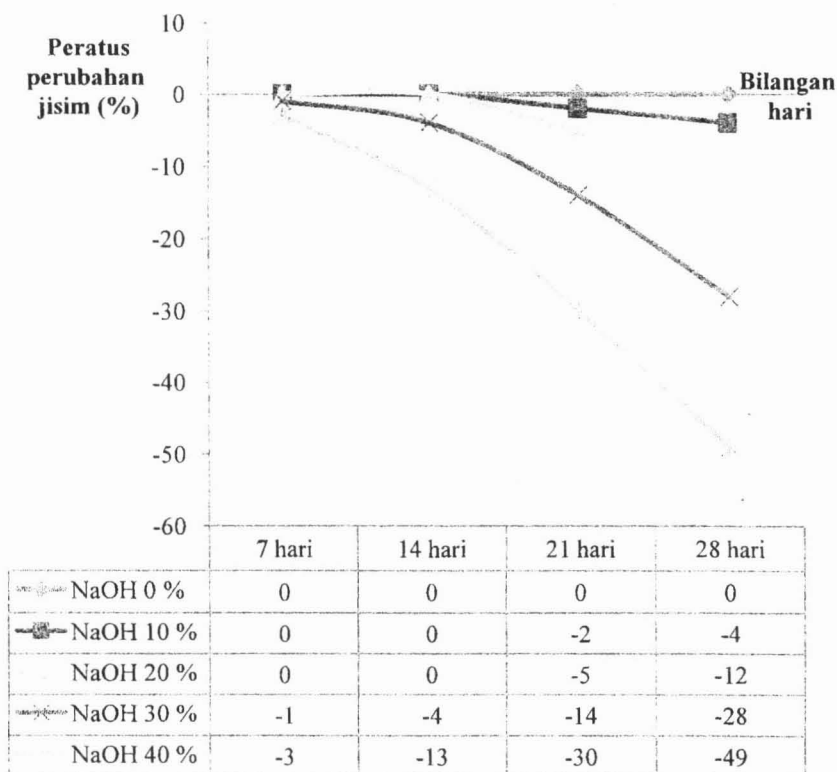 10
Peratus
perubahan
jisim (%)
0
Bilangan
hari
-10
-20
-30
-40
-50
-60
7 hari 14 hari 21 hari 28 hari
NaOH 0 % 0 0 0 0
NaOH 10 % 0 0 -2 -4
NaOH 20 % 0 0 -5 -12
NaOH 30 % -1 -4 -14 -28
NaOH 40 % -3 -13 -30 -49